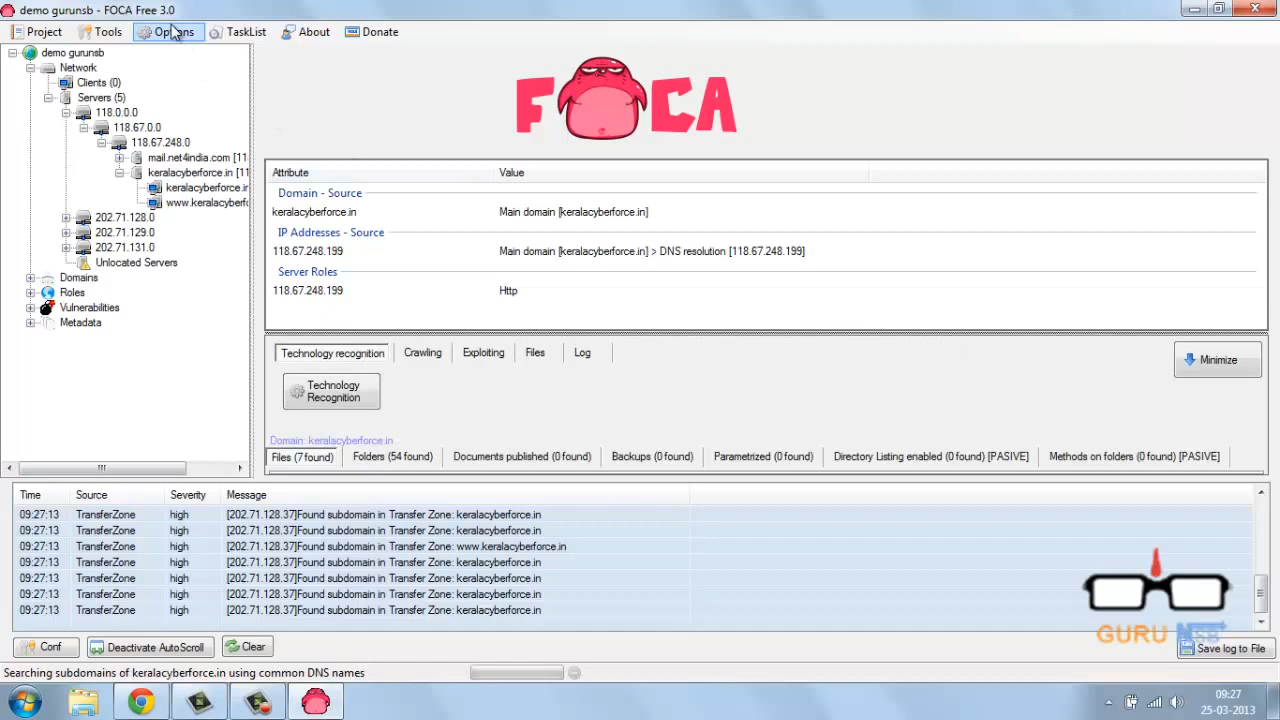 demo gurunsb - FOCA Free 3.0
Project Tools Options TaskList About Donate
demo gurunsb
Network
Clients (0)
Servers (5)
118.0.0.0
118.67.0.0
118.67.248.0
mail.net4india.com [11
keralacyberforce.in [11
keralacyberforce.in
www.keralacyberfo
202.71.128.0
202.71.129.0
202.71.131.0
Unlocated Servers
Domains
Roles
Vulnerabilities
Metadata
FOCA
Attribute Value
Domain - Source
keralacyberforce.in Main domain [keralacyberforce.in]
IP Addresses - Source
118.67.248.199 Main domain [keralacyberforce.in] > DNS resolution [118.67.248.199]
Server Roles
118.67.248.199 Http
Technology recognition Crawling Exploiting Files Log
Minimize
Technology
Recognition
Domain: keralacyberforce.in
Files (7 found) Folders (54 found) Documents published (0 found) Backups (0 found) Parametrized (0 found) Directory Listing enabled (0 found) [PASIVE] Methods on folders (0 found) [PASIVE]
Time Source Severity Message
09:27:13 TransferZone high [202.71.128.37]Found subdomain in Transfer Zone: keralacyberforce.in
09:27:13 TransferZone high [202.71.128.37]Found subdomain in Transfer Zone: keralacyberforce.in
09:27:13 TransferZone high [202.71.128.37]Found subdomain in Transfer Zone: www.keralacyberforce.in
09:27:13 TransferZone high [202.71.128.37]Found subdomain in Transfer Zone: keralacyberforce.in
09:27:13 TransferZone high [202.71.128.37]Found subdomain in Transfer Zone: keralacyberforce.in
09:27:13 TransferZone high [202.71.128.37]Found subdomain in Transfer Zone: keralacyberforce.in
09:27:13 TransferZone high [202.71.128.37]Found subdomain in Transfer Zone: keralacyberforce.in
GURU NSB
Conf Deactivate AutoScroll Clear Save log to File
Searching subdomains of keralacyberforce.in using common DNS names
09:27
25-03-2013